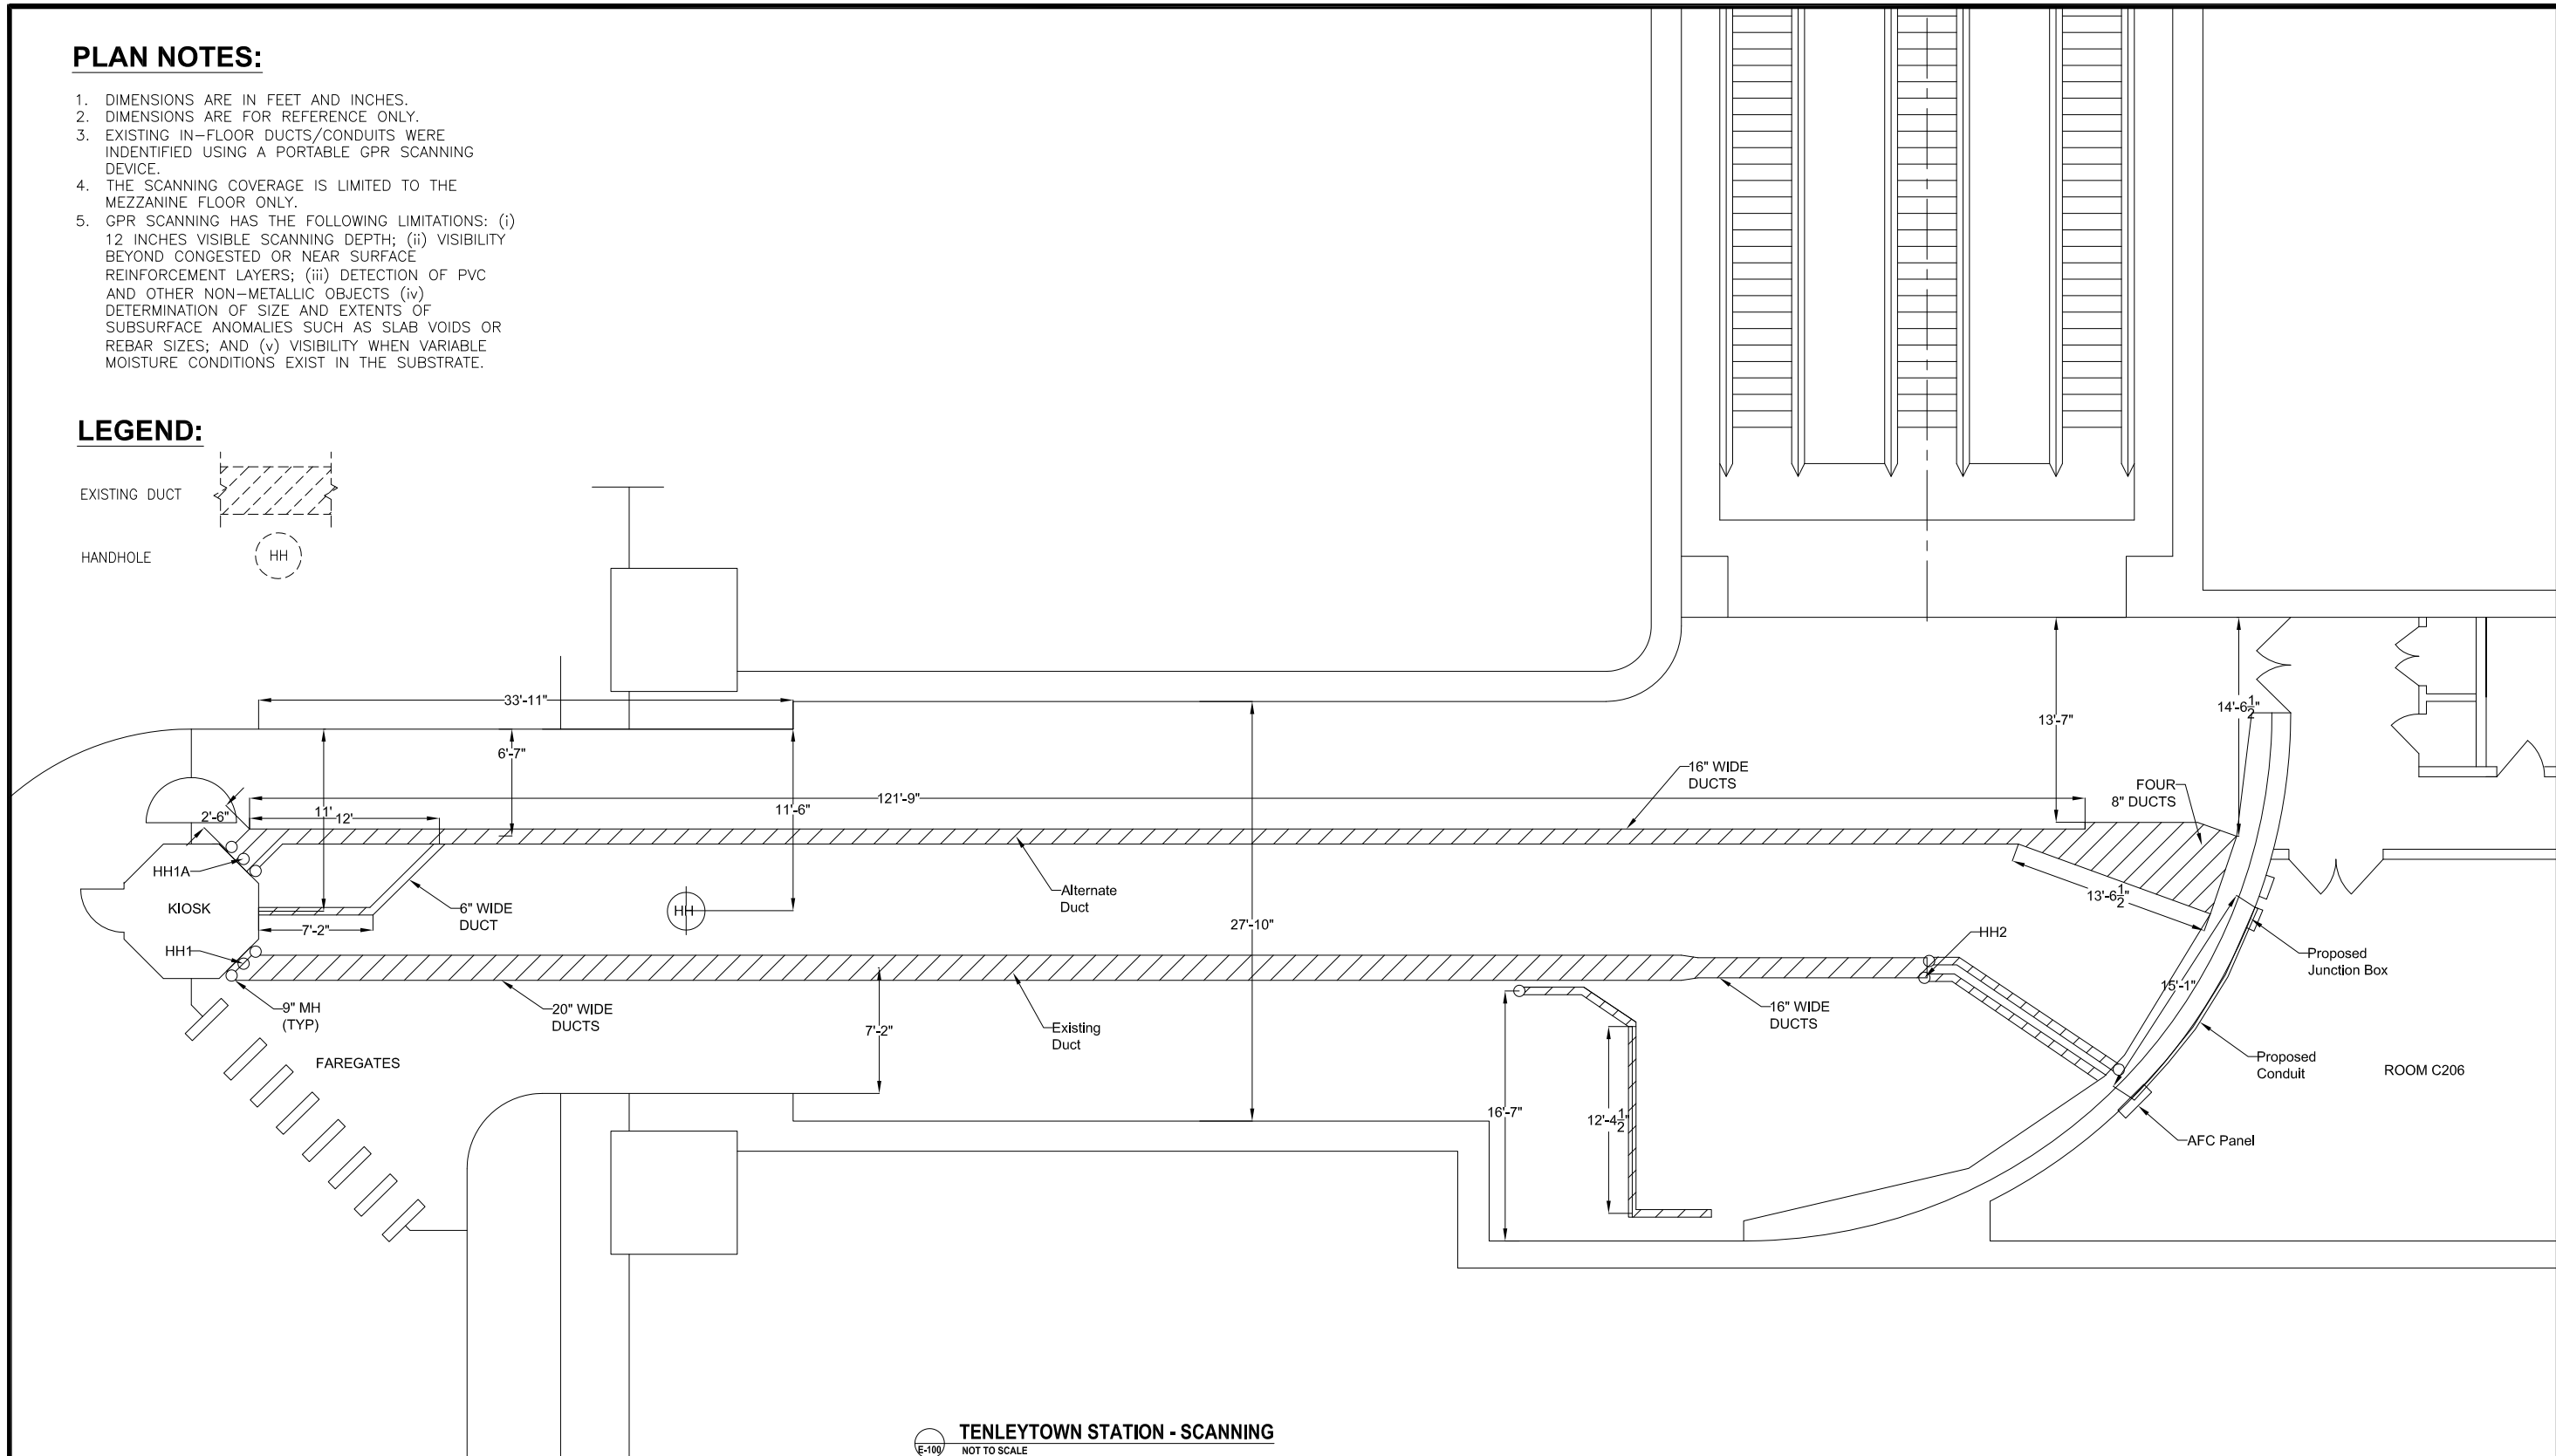 PLAN NOTES:
1. DIMENSIONS ARE IN FEET AND INCHES.
2. DIMENSIONS ARE FOR REFERENCE ONLY.
3. EXISTING IN-FLOOR DUCTS/CONDUITS WERE
INDENTIFIED USING A PORTABLE GPR SCANNING
DEVICE.
4. THE SCANNING COVERAGE IS LIMITED TO THE
MEZZANINE FLOOR ONLY.
5. GPR SCANNING HAS THE FOLLOWING LIMITATIONS: (i)
12 INCHES VISIBLE SCANNING DEPTH; (ii) VISIBILITY
BEYOND CONGESTED OR NEAR SURFACE
REINFORCEMENT LAYERS; (iii) DETECTION OF PVC
AND OTHER NON-METALLIC OBJECTS (iv)
DETERMINATION OF SIZE AND EXTENTS OF
SUBSURFACE ANOMALIES SUCH AS SLAB VOIDS OR
REBAR SIZES; AND (v) VISIBILITY WHEN VARIABLE
MOISTURE CONDITIONS EXIST IN THE SUBSTRATE.
LEGEND:
EXISTING DUCT
HANDHOLE
HH
33'-11"
6'-7"
13'-7"
14'-6 1/2"
16" WIDE
DUCTS
FOUR
8" DUCTS
121'-9"
2'-6"
11'
12'
11'-6"
HH1A
KIOSK
6" WIDE
DUCT
HH
Alternate
Duct
13'-6 1/2"
7'-2"
27'-10"
HH2
HH1
Proposed
Junction Box
9" MH
(TYP)
20" WIDE
DUCTS
7'-2"
Existing
Duct
16" WIDE
DUCTS
15'-1"
FAREGATES
Proposed
Conduit
ROOM C206
16'-7"
12'-4 1/2"
AFC Panel
TENLEYTOWN STATION - SCANNING
E-100
NOT TO SCALE